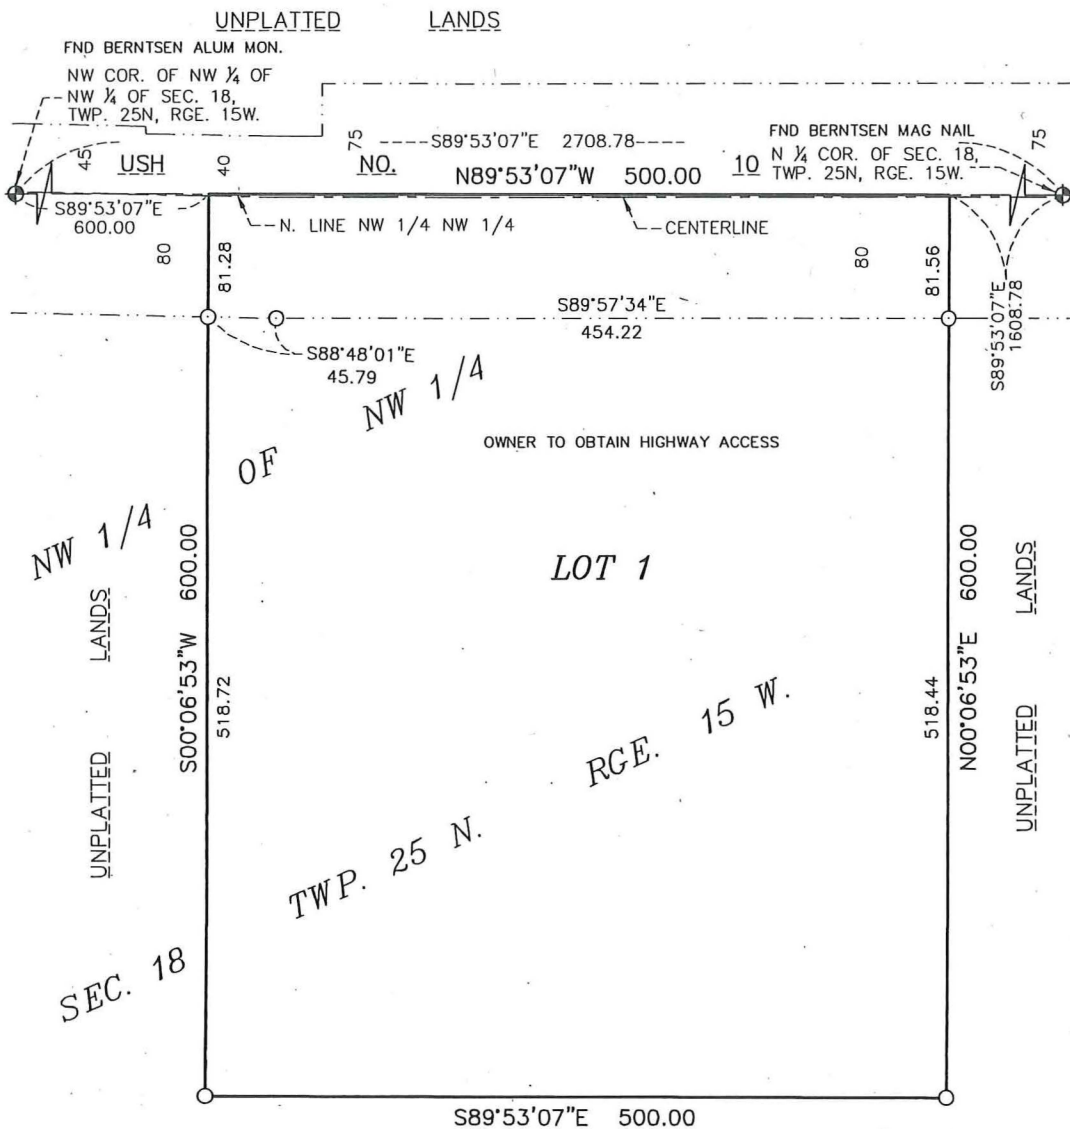 UNPLATTED LANDS
FND BERNTSEN ALUM MON.
NW COR. OF NW ¼ OF
NW ¼ OF SEC. 18,
TWP. 25N, RGE. 15W.
45
USH
40
75
S89°53'07"E 2708.78
NO.
N89°53'07"W 500.00
10
FND BERNTSEN MAG NAIL
N ¼ COR. OF SEC. 18,
TWP. 25N, RGE. 15W.
75
S89°53'07"E
600.00
N. LINE NW 1/4 NW 1/4
CENTERLINE
80
81.28
80
81.56
S89°53'07"E
1608.78
S89°57'34"E
454.22
S88°48'01"E
45.79
NW 1/4
OF
NW 1/4
OWNER TO OBTAIN HIGHWAY ACCESS
LOT 1
UNPLATTED LANDS
S00°06'53"W 600.00
518.72
518.44
N00°06'53"E 600.00
UNPLATTED LANDS
SEC. 18
TWP. 25 N.
RGE. 15 W.
S89°53'07"E 500.00